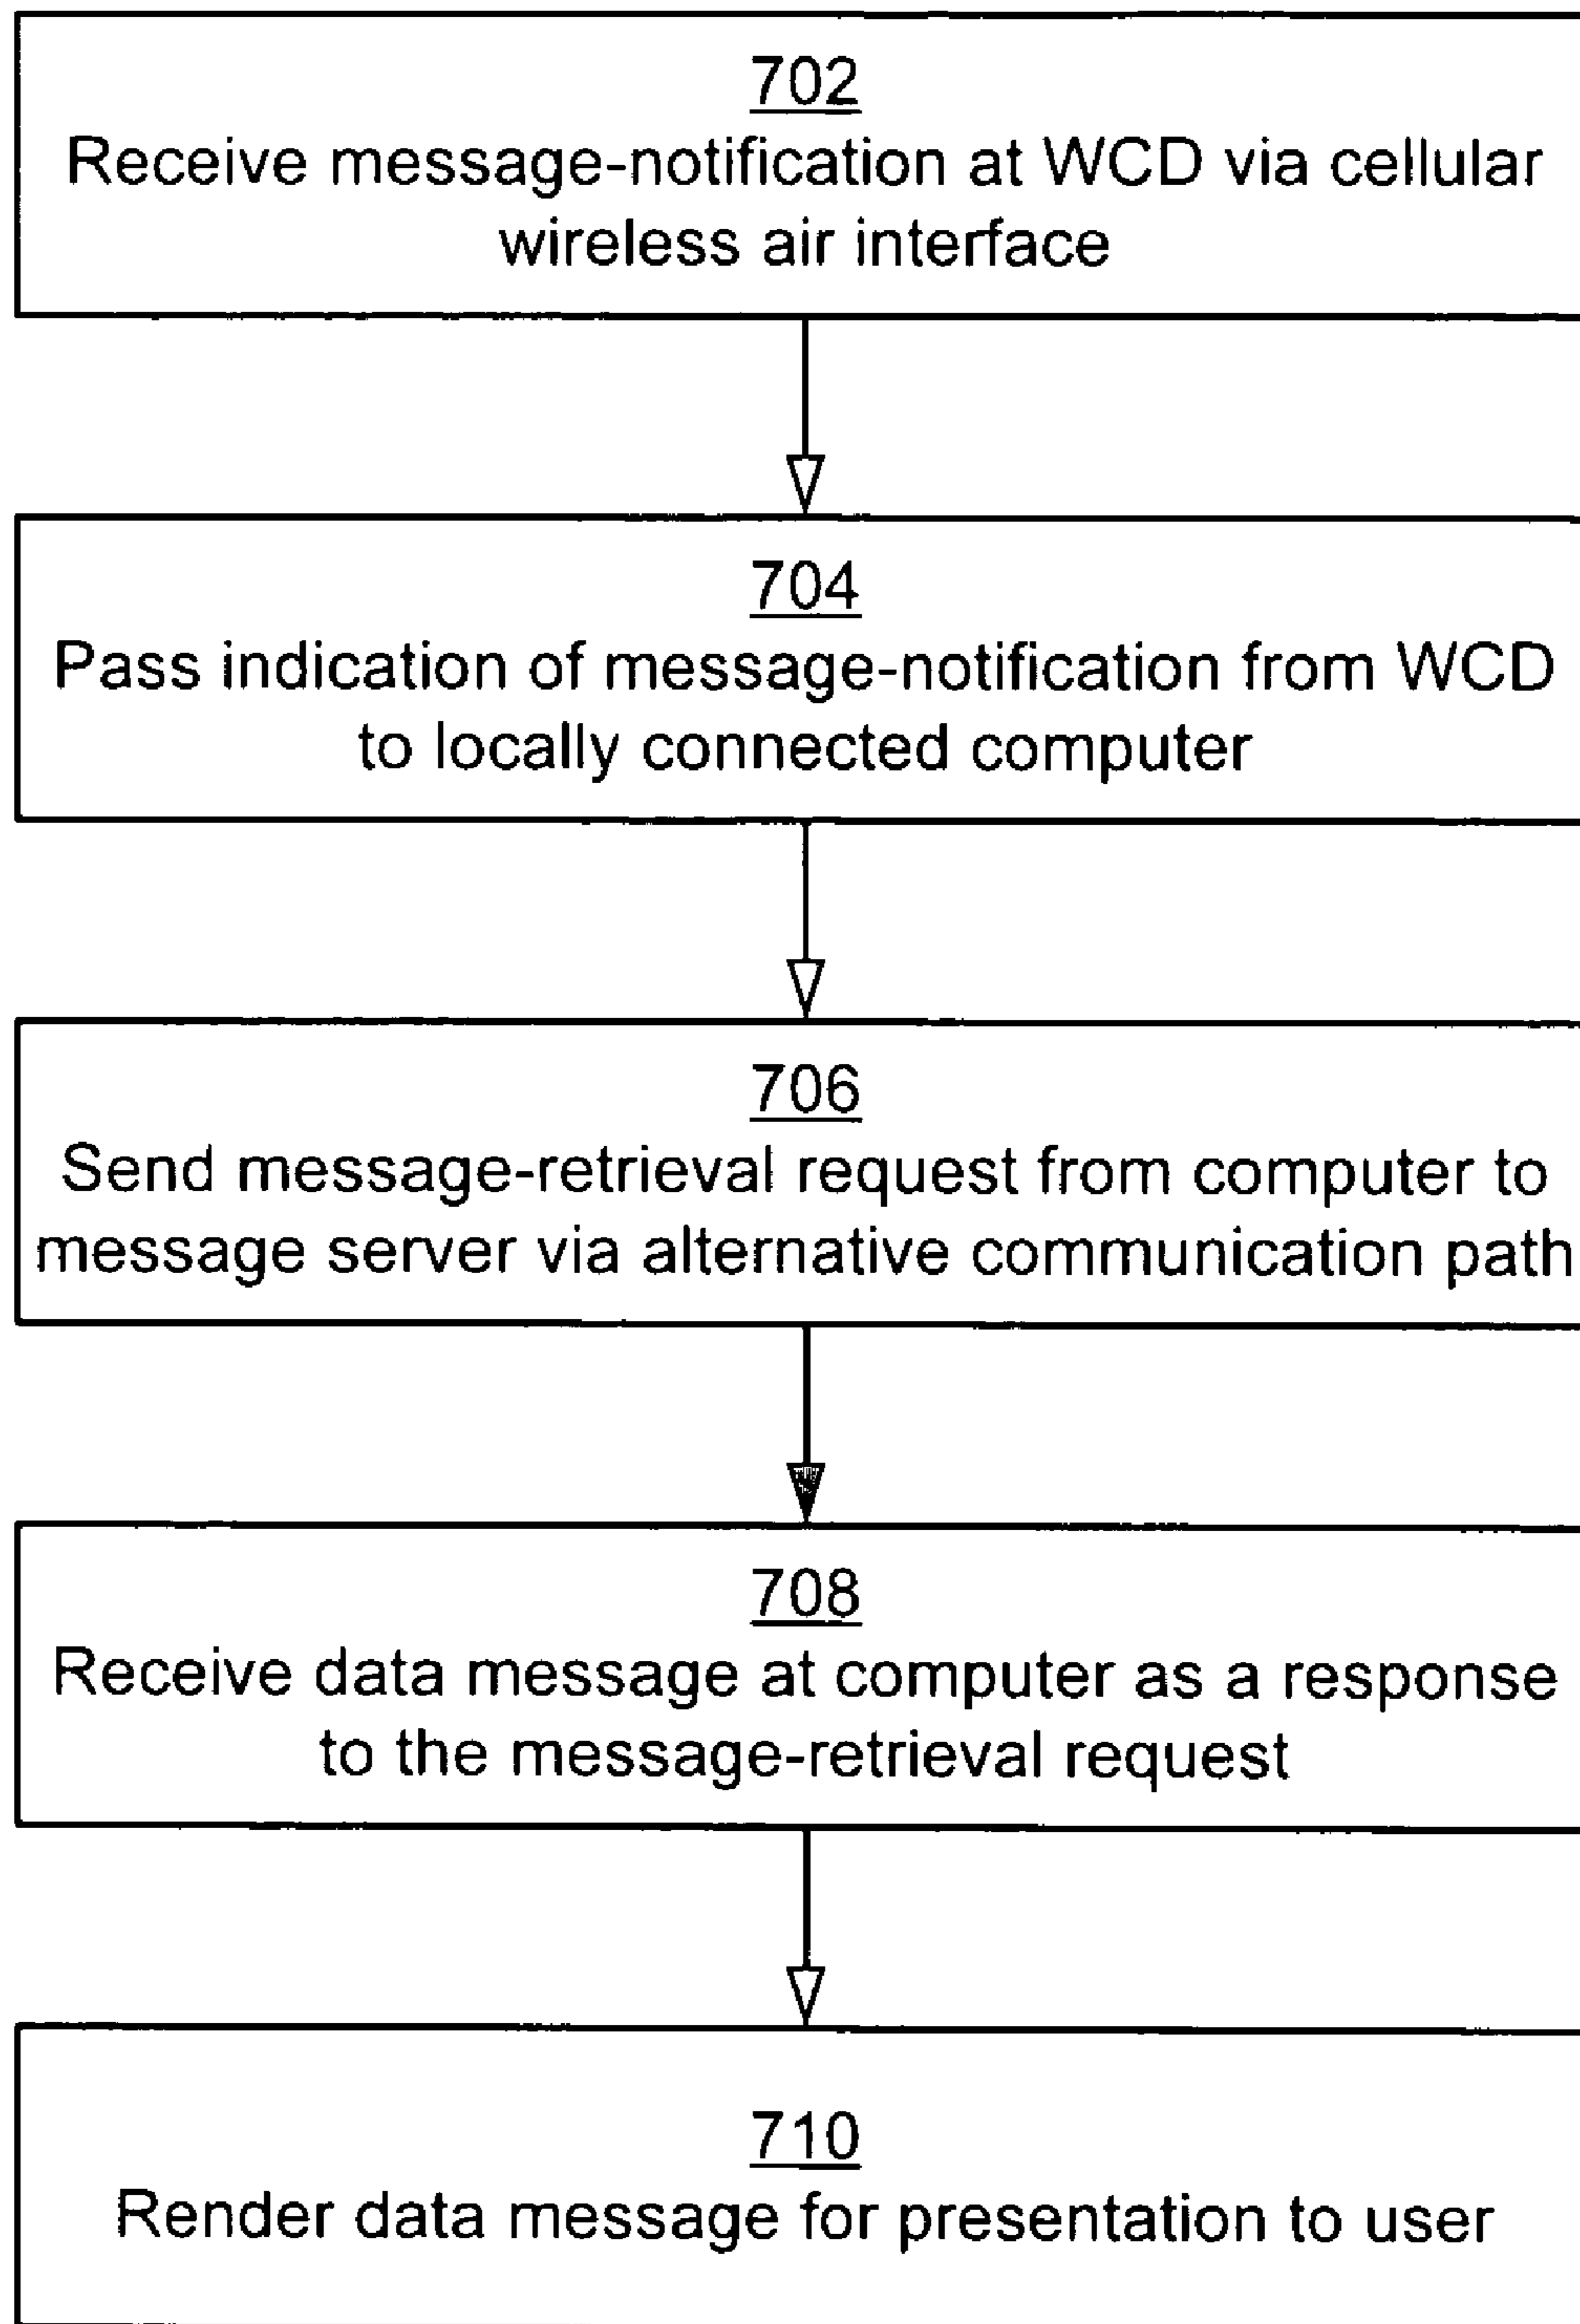 702
Receive message-notification at WCD via cellular
wireless air interface
704
Pass indication of message-notification from WCD
to locally connected computer
706
Send message-retrieval request from computer to
message server via alternative communication path
708
Receive data message at computer as a response
to the message-retrieval request
710
Render data message for presentation to user